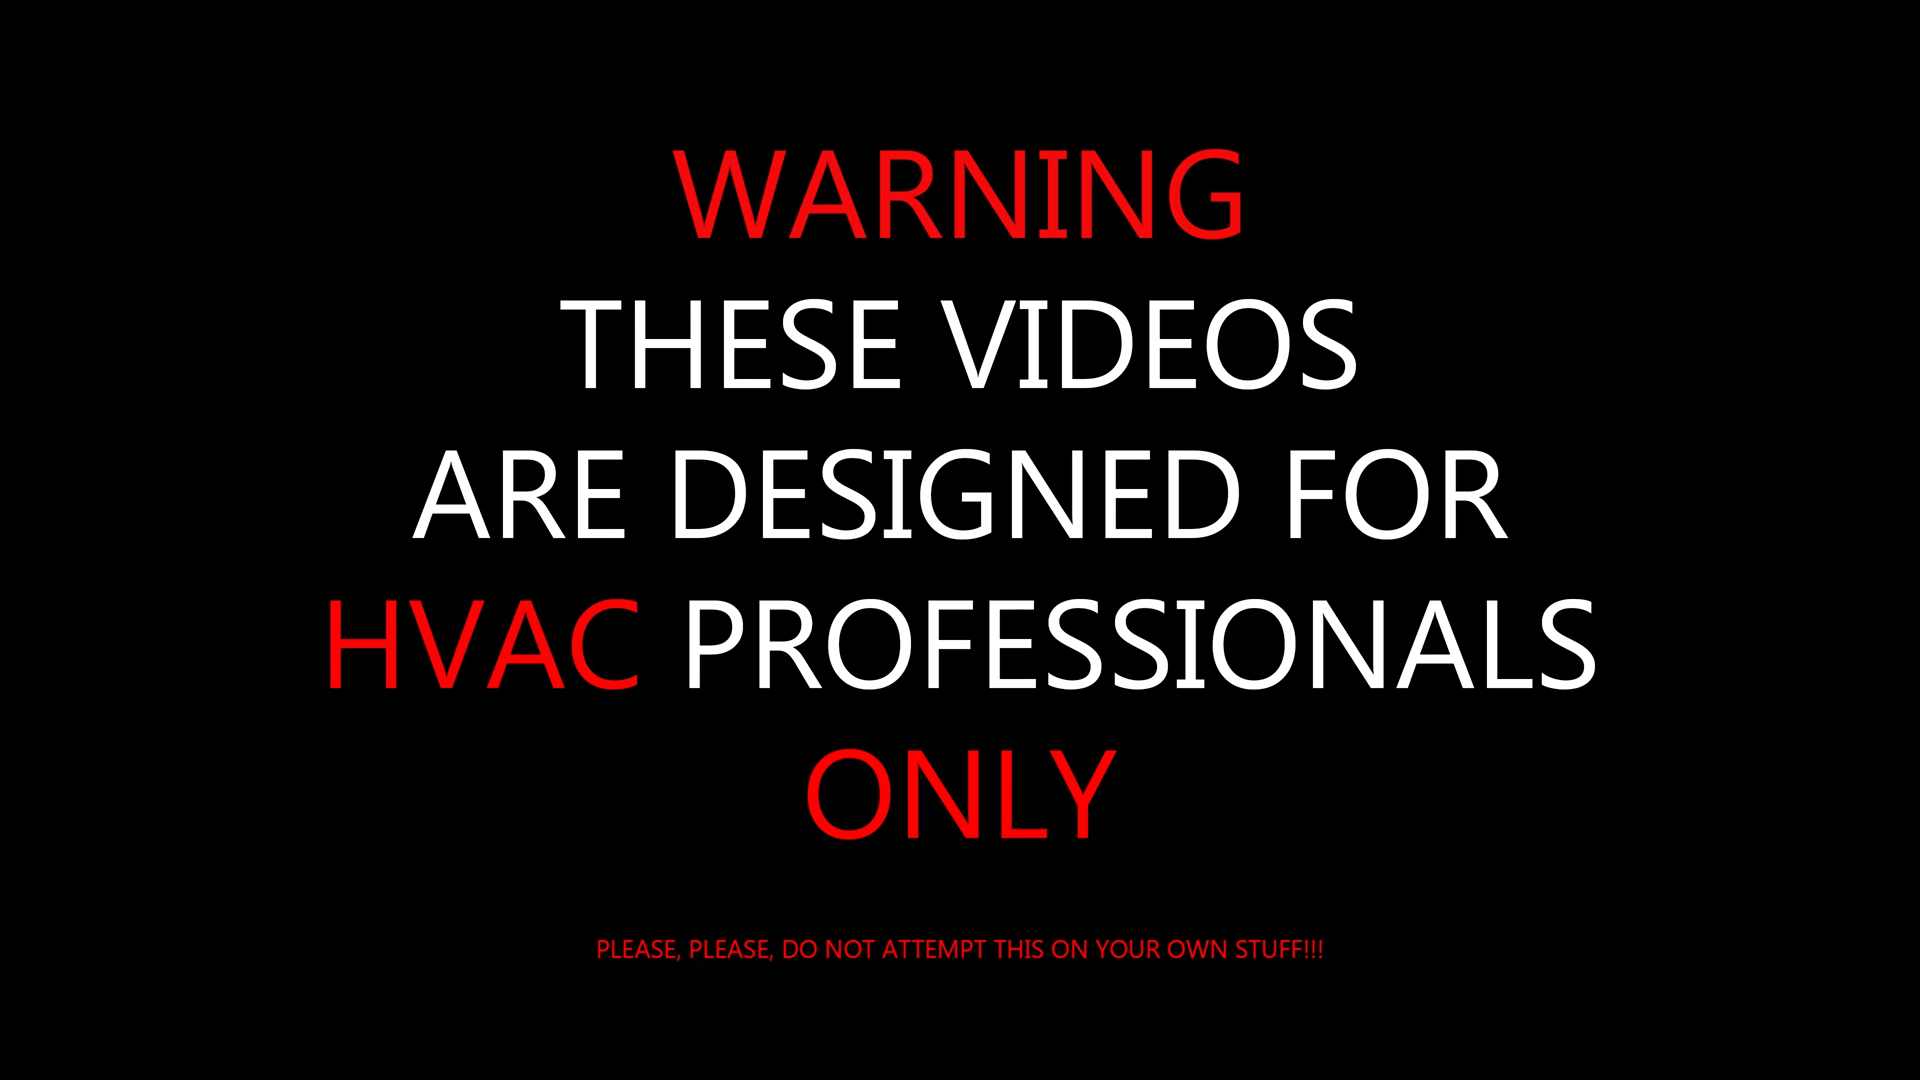 WARNING
THESE VIDEOS
ARE DESIGNED FOR
HVAC PROFESSIONALS
ONLY
PLEASE, PLEASE, DO NOT ATTEMPT THIS ON YOUR OWN STUFF!!!